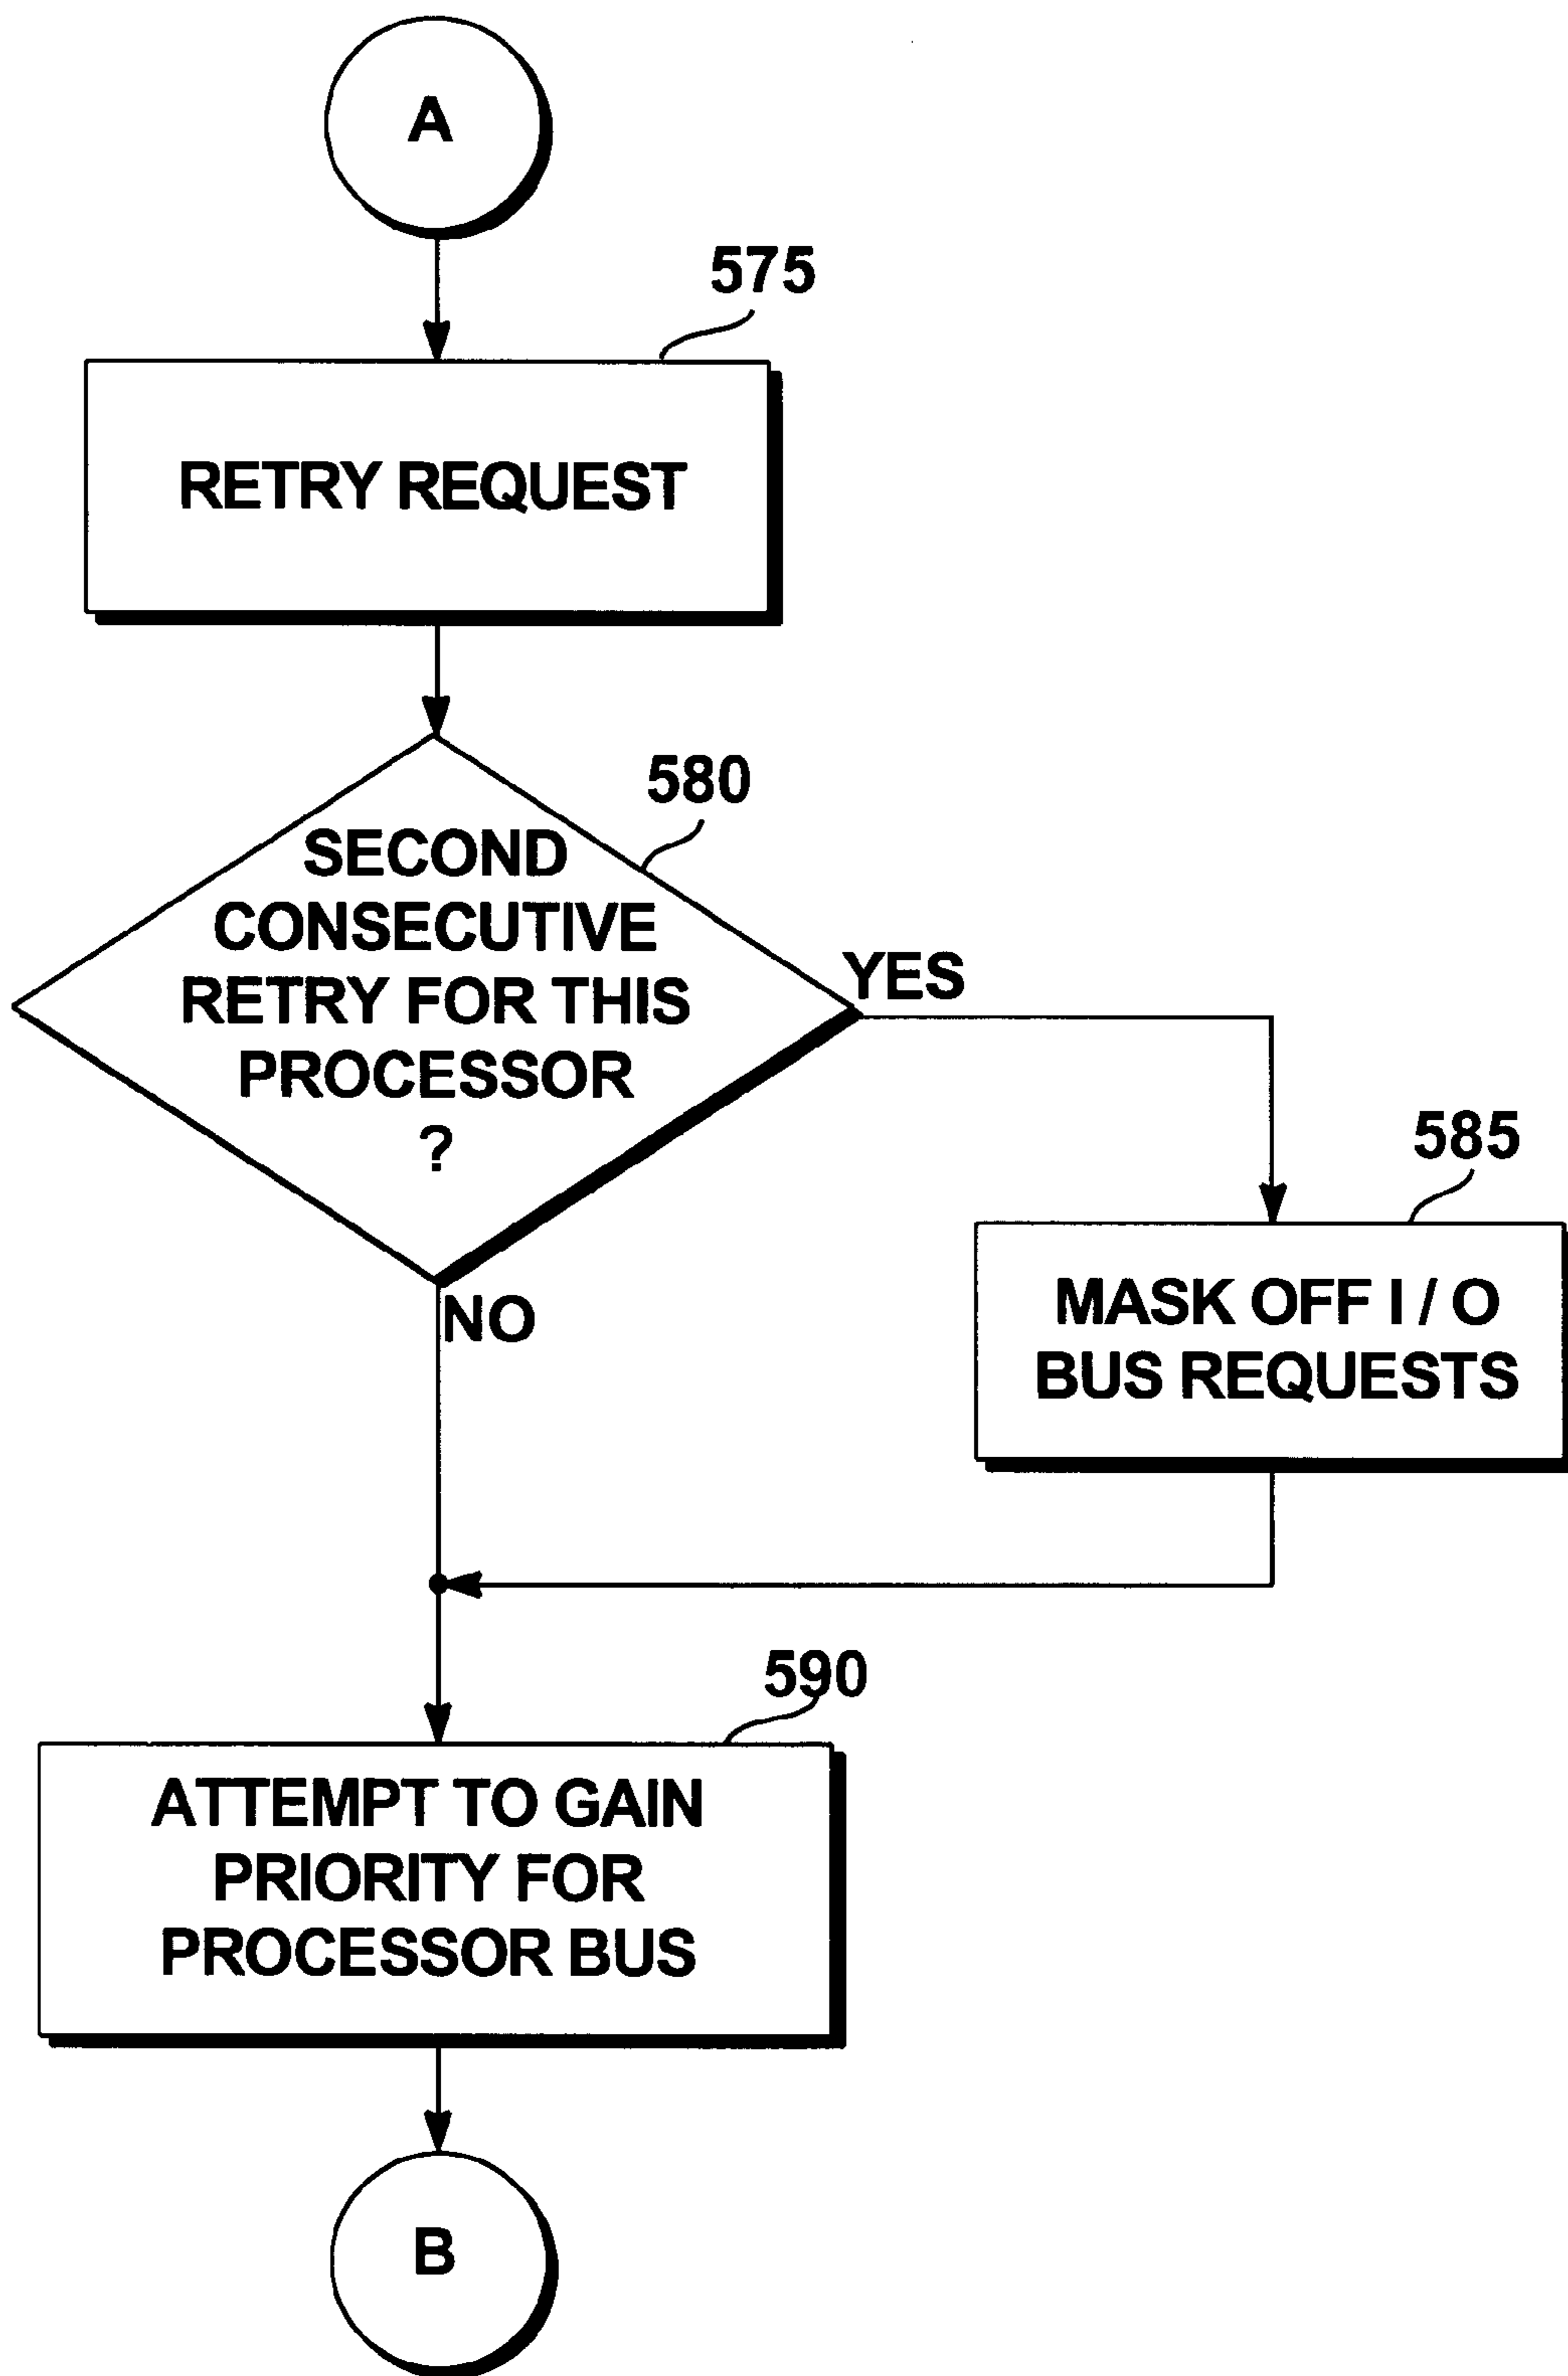 A
575
RETRY REQUEST
580
SECOND
CONSECUTIVE
RETRY FOR THIS
PROCESSOR
?
YES
NO
585
MASK OFF I / O
BUS REQUESTS
590
ATTEMPT TO GAIN
PRIORITY FOR
PROCESSOR BUS
B